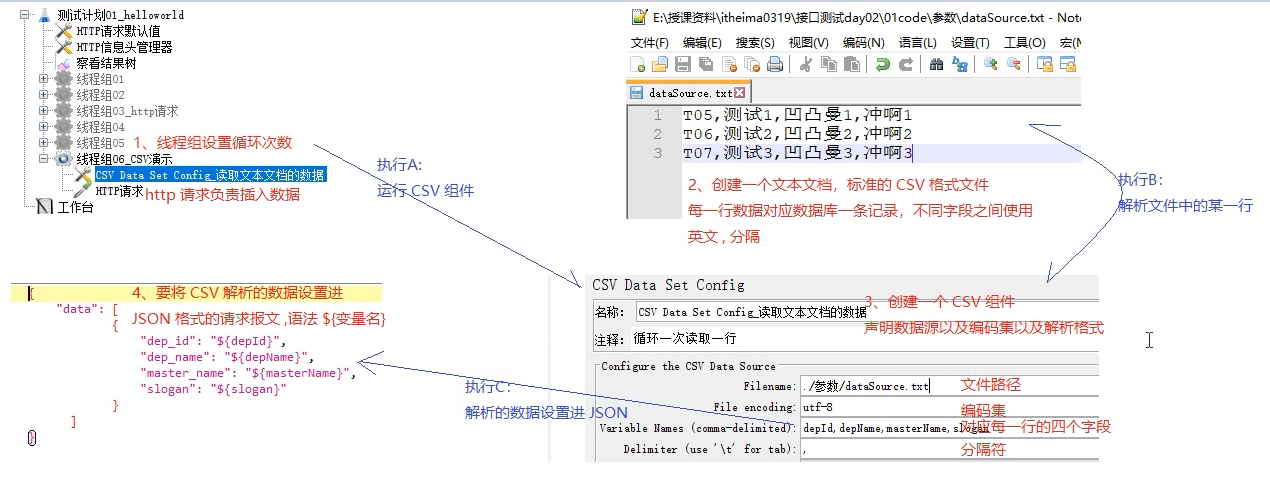 测试计划01_helloworld
HTTP请求默认值
HTTP信息头管理器
察看结果树
线程组01
线程组02
线程组03_http请求
线程组04
线程组05
1、线程组设置循环次数
线程组06_CSV演示
CSV Data Set Config_读取文本文档的数据
HTTP请求
http 请求负责插入数据
工作台
执行A:
运行 CSV 组件
E:\授课资料\itheima0319\接口测试day02\01code\参数\dataSource.txt - Note
文件(F) 编辑(E) 搜索(S) 视图(V) 编码(N) 语言(L) 设置(T) 工具(O) 宏(M
dataSource.txt
1 T05,测试1,凹凸曼1,冲啊1
2 T06,测试2,凹凸曼2,冲啊2
3 T07,测试3,凹凸曼3,冲啊3
2、创建一个文本文档，标准的 CSV 格式文件
每一行数据对应数据库一条记录，不同字段之间使用
英文 , 分隔
执行B:
解析文件中的某一行
{
4、要将 CSV 解析的数据设置进
JSON 格式的请求报文 ,语法 ${变量名}
"data": [
{
"dep_id": "${depId}",
"dep_name": "${depName}",
"master_name": "${masterName}",
"slogan": "${slogan}"
}
]
}
执行C:
解析的数据设置进 JSON
CSV Data Set Config
3、创建一个 CSV 组件
声明数据源以及编码集以及解析格式
名称: CSV Data Set Config_读取文本文档的数据
注释: 循环一次读取一行
Configure the CSV Data Source
Filename: ./参数/dataSource.txt 文件路径
File encoding: utf-8 编码集
Variable Names (comma-delimited): depId,depName,masterName,slogan 对应每一行的四个字段
Delimiter (use '\t' for tab): , 分隔符